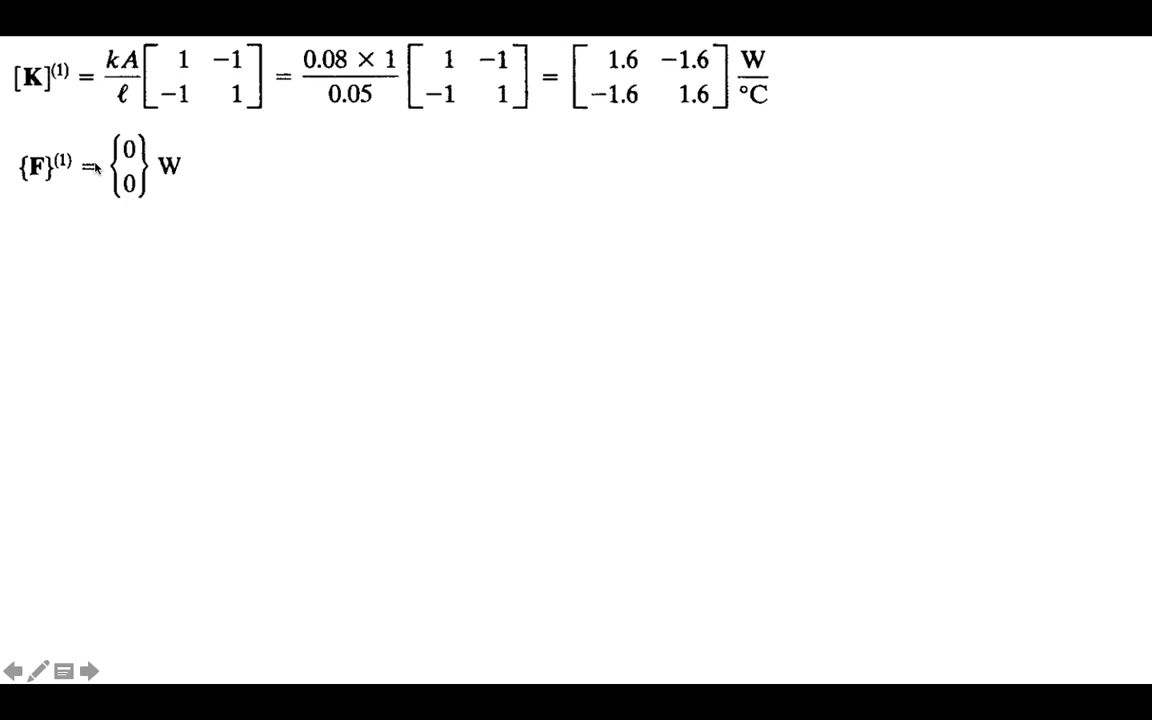 [K]⁽¹⁾ = kA/ℓ [1 −1; −1 1] = 0.08 × 1/0.05 [1 −1; −1 1] = [1.6 −1.6; −1.6 1.6] W/°C
{F}⁽¹⁾ = {0; 0} W